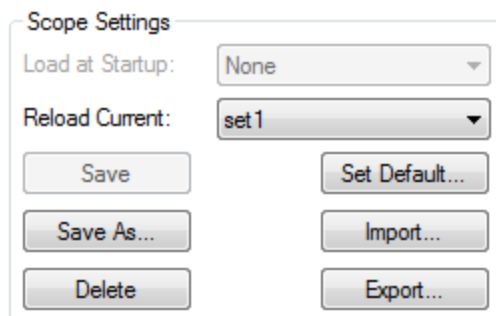 Scope Settings
Load at Startup: None
Reload Current: set1
Save Set Default...
Save As... Import...
Delete Export...